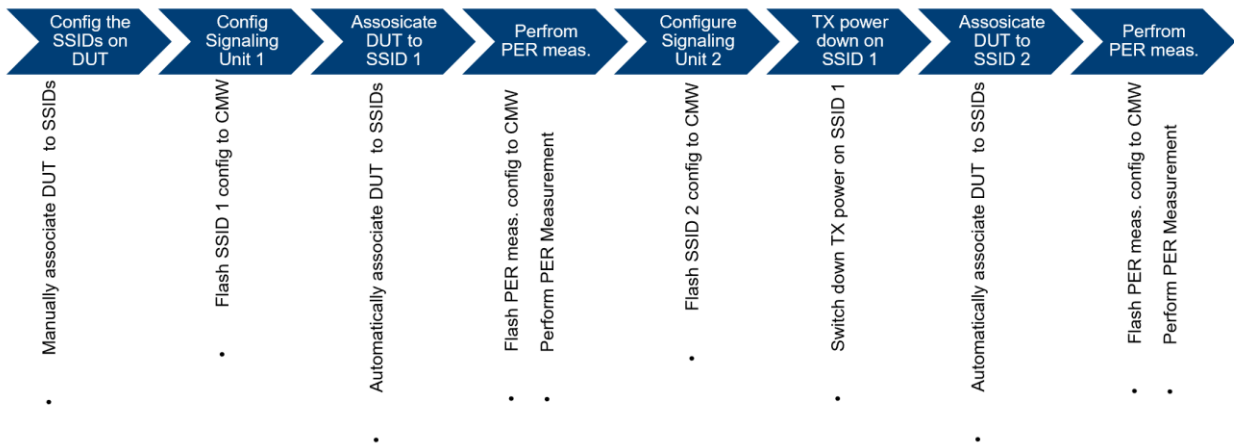 Config the
SSIDs on
DUT
Config
Signaling
Unit 1
Assosicate
DUT to
SSID 1
Perfrom
PER meas.
Configure
Signaling
Unit 2
TX power
down on
SSID 1
Associate
DUT to
SSID 2
Perfrom
PER meas.
• Manually associate DUT  to SSIDs
• Flash SSID 1 config to CMW
• Automatically associate DUT  to SSIDs
• Flash PER meas. config to CMW
• Perform PER Measurement
• Flash SSID 2 config to CMW
• Switch down TX power on SSID 1
• Automatically associate DUT  to SSIDs
• Flash PER meas. config to CMW
• Perform PER Measurement